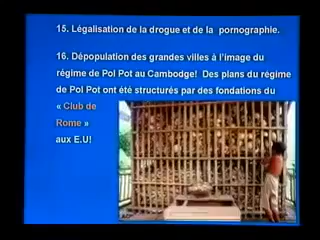 15. Légalisation de la drogue et de la pornographie.
16. Dépopulation des grandes villes à l'image du
régime de Pol Pot au Cambodge! Des plans du régime
de Pol Pot ont été structurés par des fondations du
« Club de
Rome »
aux E.U!